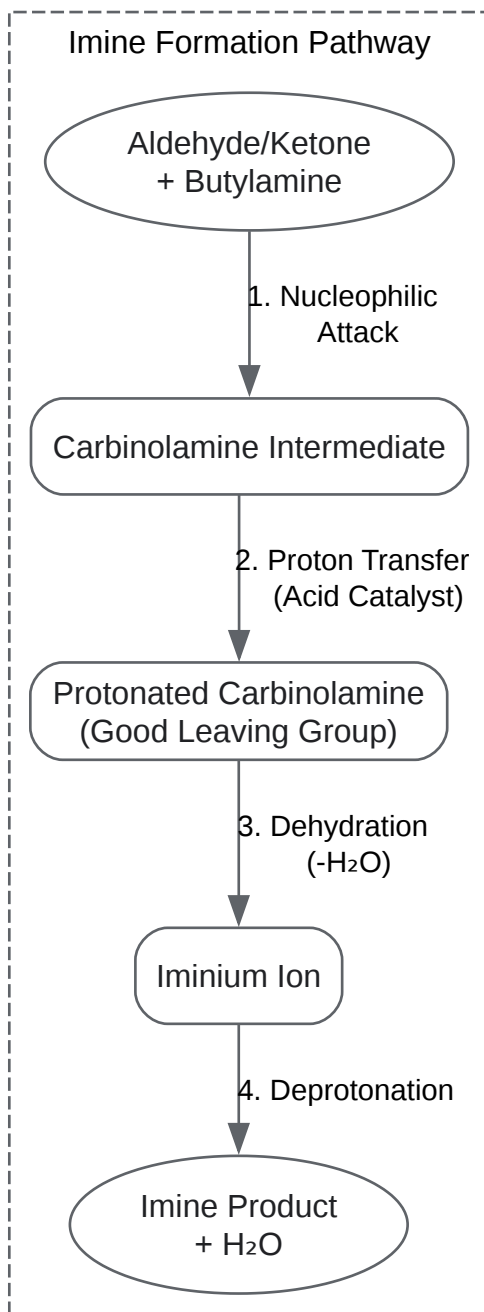 Imine Formation Pathway
Aldehyde/Ketone
+ Butylamine
1. Nucleophilic
Attack
Carbinolamine Intermediate
2. Proton Transfer
(Acid Catalyst)
Protonated Carbinolamine
(Good Leaving Group)
3. Dehydration
(-H₂O)
Iminium Ion
4. Deprotonation
Imine Product
+ H₂O